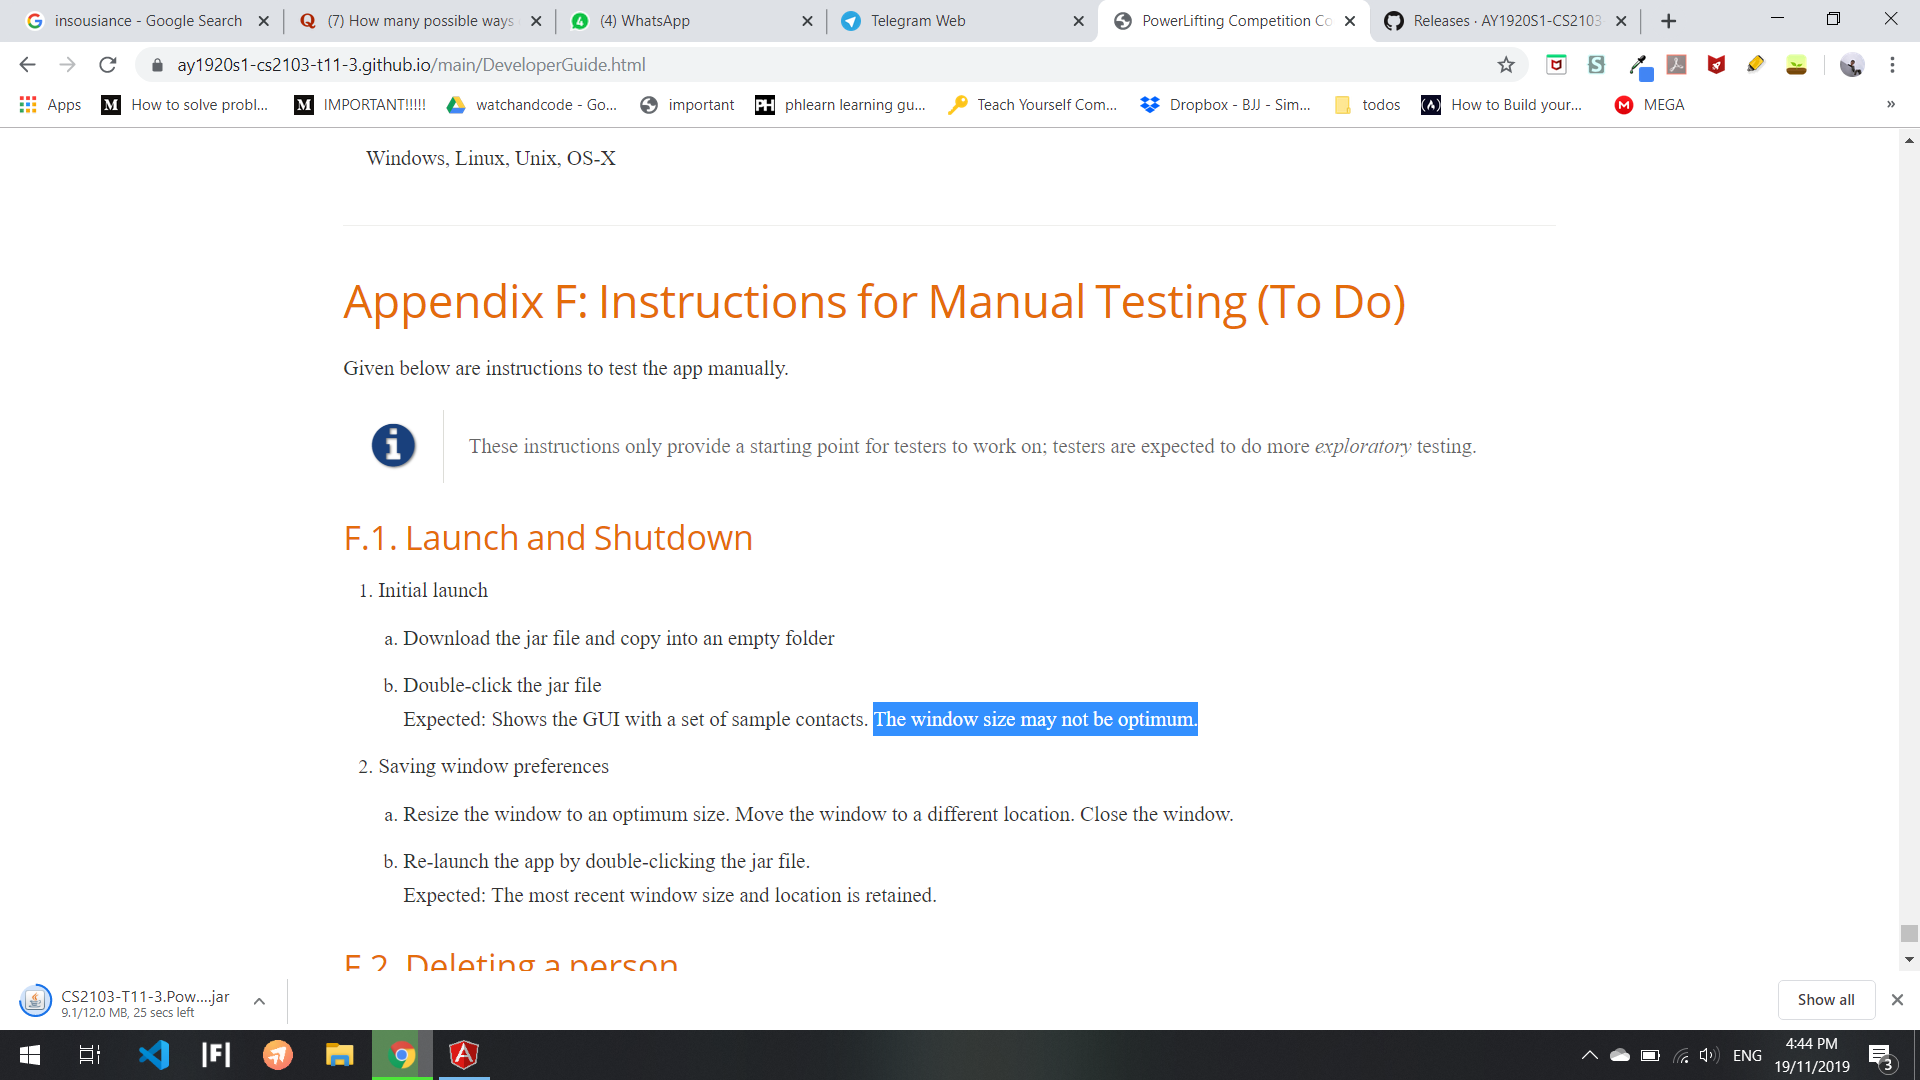 insousiance - Google Search
(7) How many possible ways
(4) WhatsApp
Telegram Web
PowerLifting Competition Co
Releases · AY1920S1-CS2103
ay1920s1-cs2103-t11-3.github.io/main/DeveloperGuide.html
Apps
How to solve probl...
IMPORTANT!!!!!
watchandcode - Go...
important
phlearn learning gu...
Teach Yourself Com...
Dropbox - BJJ - Sim...
todos
How to Build your...
MEGA
»
Windows, Linux, Unix, OS-X
Appendix F: Instructions for Manual Testing (To Do)
Given below are instructions to test the app manually.
These instructions only provide a starting point for testers to work on; testers are expected to do more exploratory testing.
F.1. Launch and Shutdown
1. Initial launch
a. Download the jar file and copy into an empty folder
b. Double-click the jar file
Expected: Shows the GUI with a set of sample contacts. The window size may not be optimum.
2. Saving window preferences
a. Resize the window to an optimum size. Move the window to a different location. Close the window.
b. Re-launch the app by double-clicking the jar file.
Expected: The most recent window size and location is retained.
F.2. Deleting a person
CS2103-T11-3.Pow....jar
9.1/12.0 MB, 25 secs left
Show all
ENG
4:44 PM
19/11/2019
3